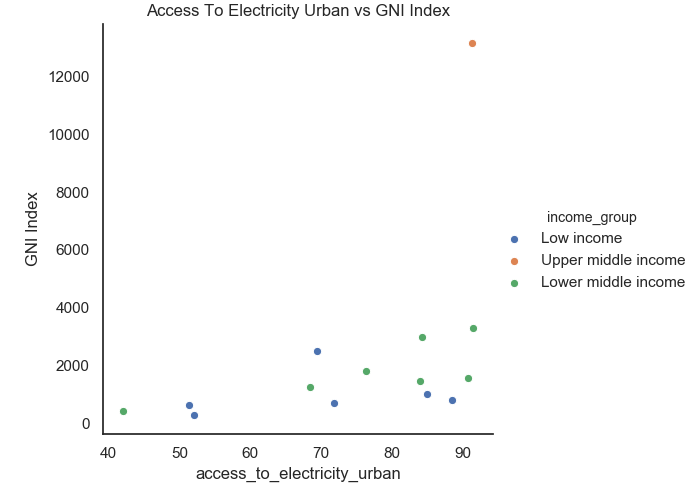 Access To Electricity Urban vs GNI Index
12000
10000
8000
6000
4000
2000
0
GNI Index
40 50 60 70 80 90
access_to_electricity_urban
income_group
Low income
Upper middle income
Lower middle income